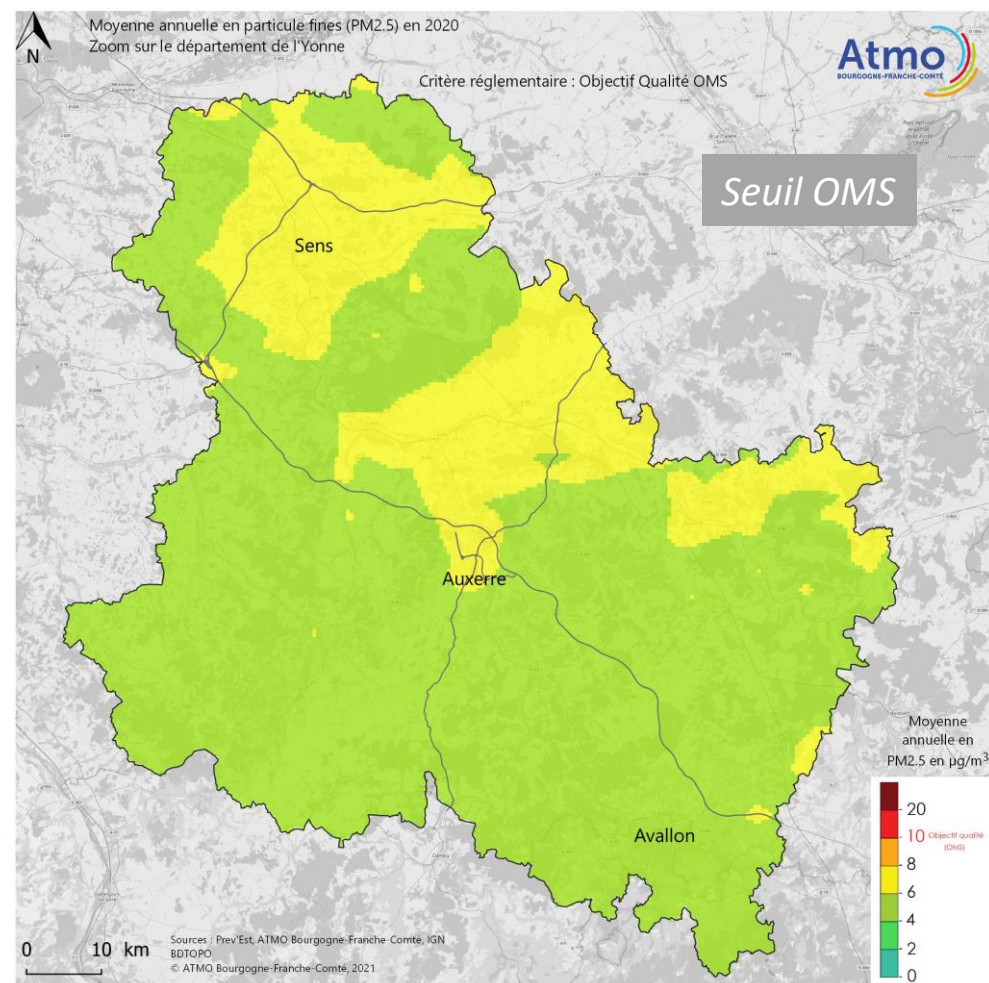 Moyenne annuelle en particule fines (PM2.5) en 2020
Zoom sur le département de l'Yonne
N
Critère réglementaire : Objectif Qualité OMS
Atmo
BOURGOGNE-FRANCHE-COMTÉ
Seuil OMS
Sens
Auxerre
Avallon
Moyenne
annuelle en
PM2.5 en µg/m³
20
10 Objectif qualité
(OMS)
8
6
4
2
0
0 10 km
Sources : Prev'Est, ATMO Bourgogne-Franche-Comte, IGN
BDTOPO
© ATMO Bourgogne-Franche-Comté, 2021